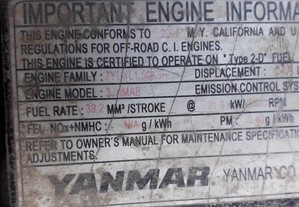 IMPORTANT ENGINE INFORMA
THIS ENGINE CONFORMS TO M.Y. CALIFORNIA AND U
REGULATIONS FOR OFF-ROAD C.I. ENGINES.
THIS ENGINE IS CERTIFIED TO OPERATE ON "Type 2-D" FUEL
ENGINE FAMILY: DISPLACEMENT:
ENGINE MODEL: EMISSION CONTROL SYS
FUEL RATE: MM³/STROKE @ kW/
FEL NOx+NMHC: N/A g / kWh PM: g / kWh
REFER TO OWNER'S MANUAL FOR MAINTENANCE SPECIFICA
ADJUSTMENTS.
YANMAR YANMAR CO